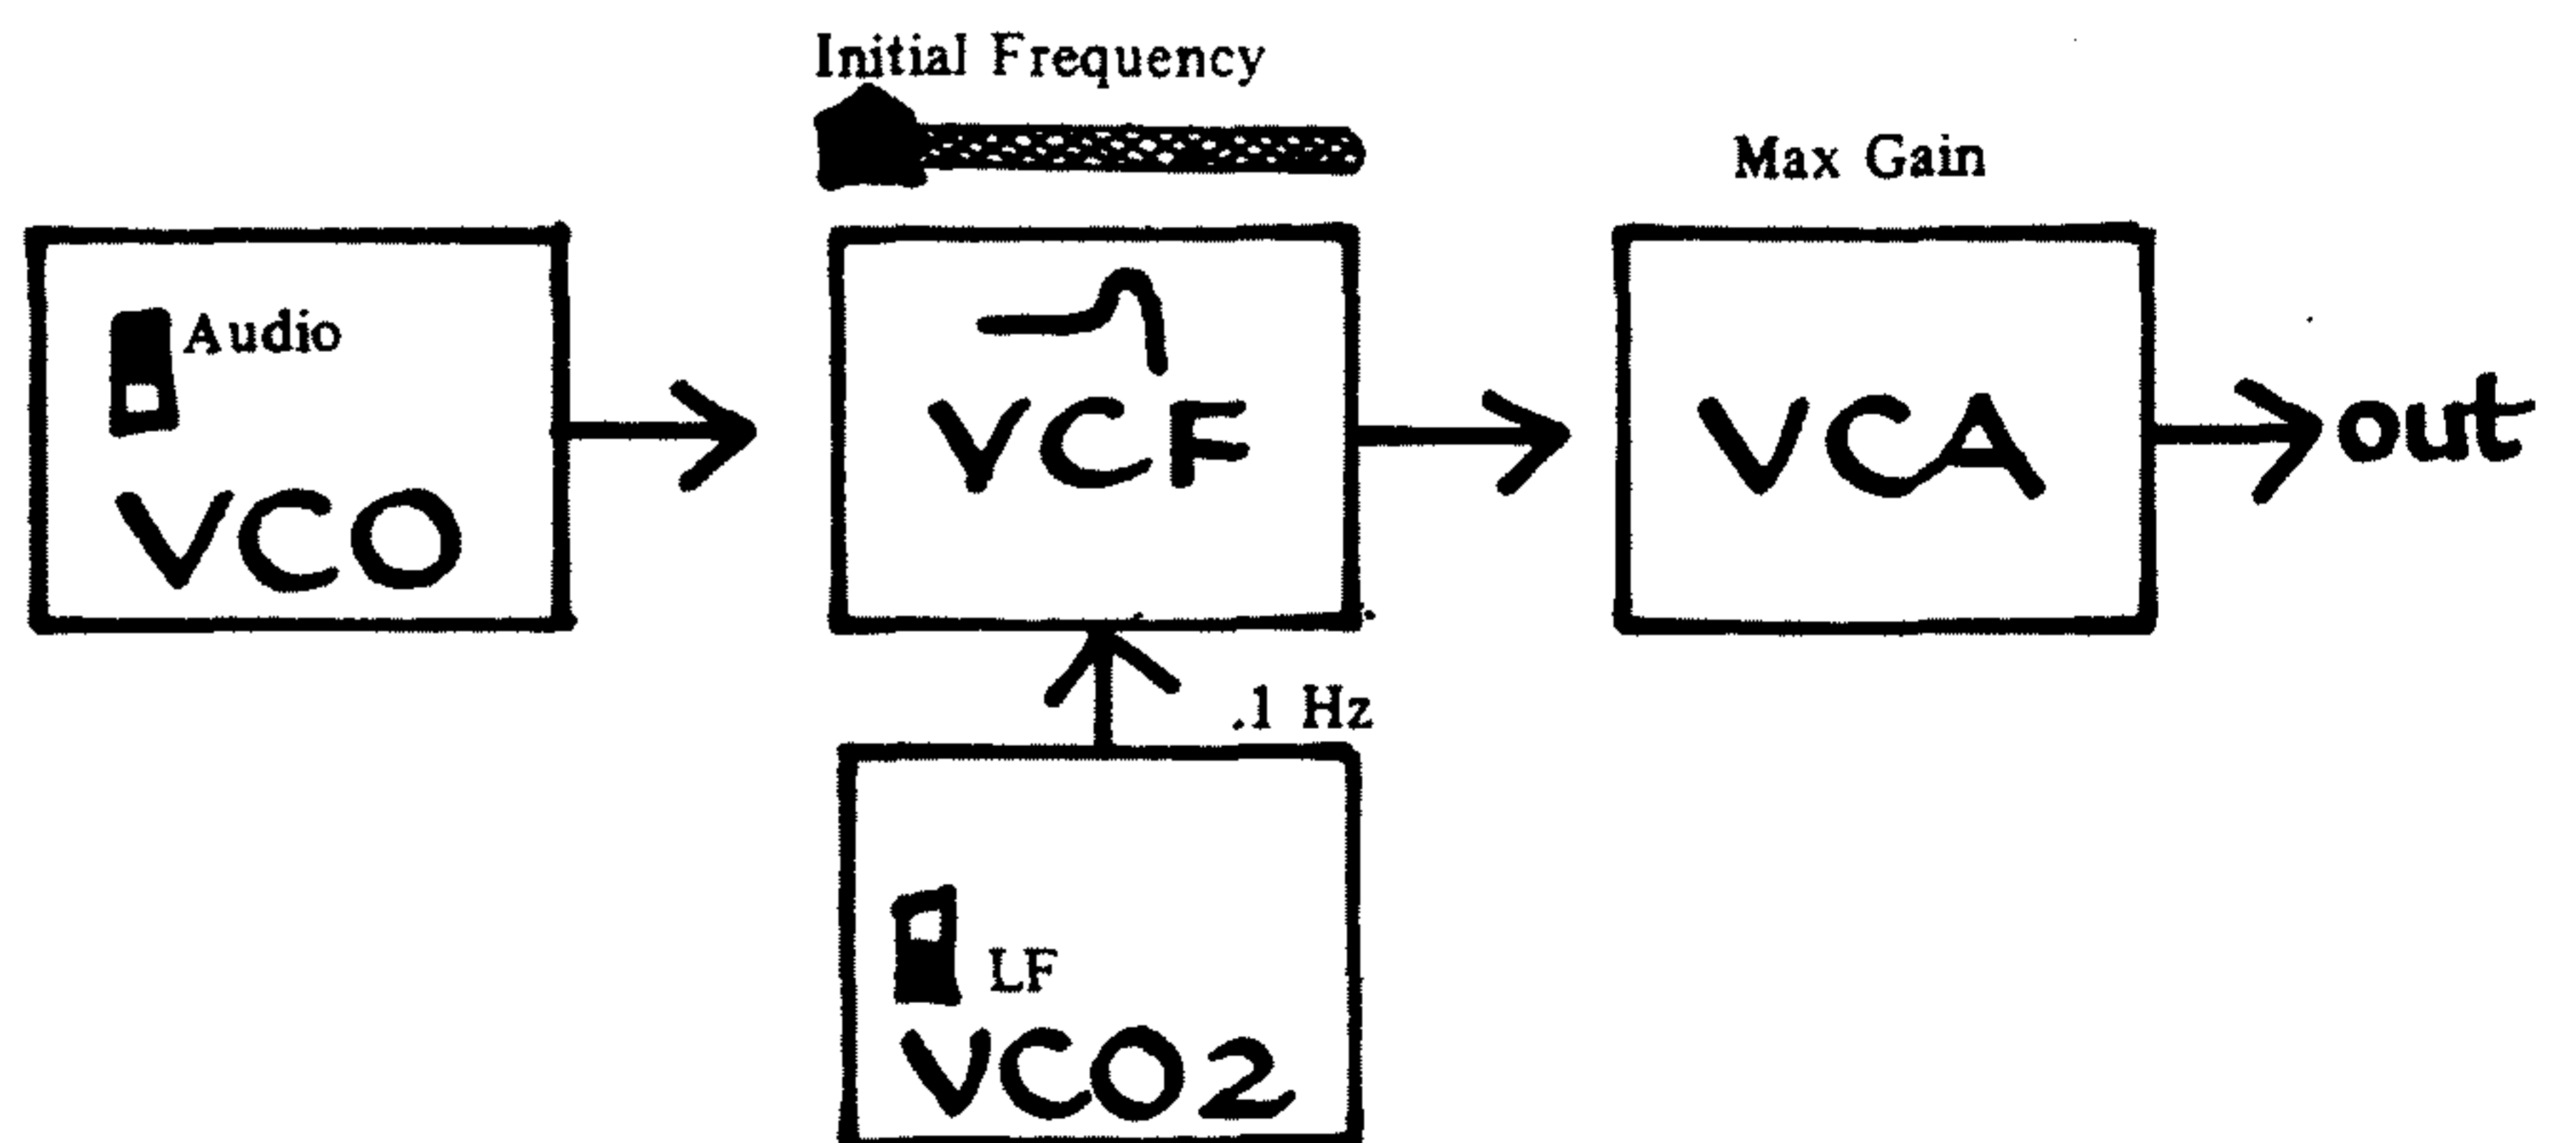 Initial Frequency
Max Gain
Audio
VCO
VCF
VCA
out
.1 Hz
LF
VCO2